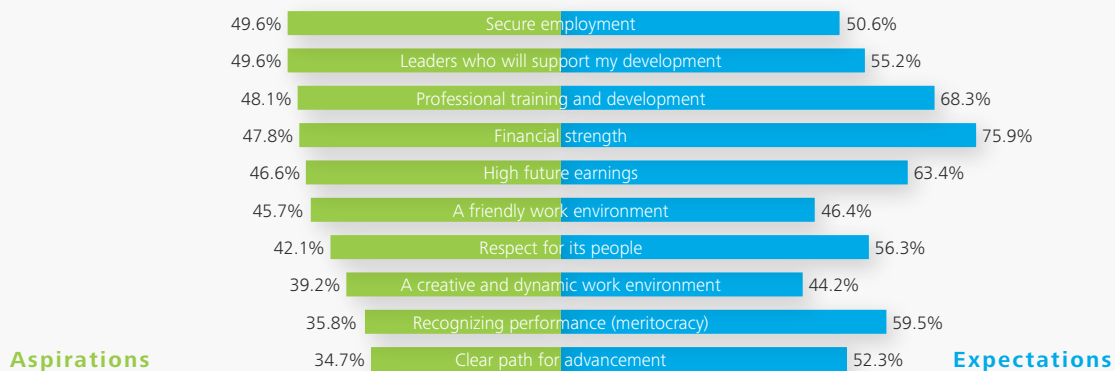 49.6% Secure employment 50.6%
49.6% Leaders who will support my development 55.2%
48.1% Professional training and development 68.3%
47.8% Financial strength 75.9%
46.6% High future earnings 63.4%
45.7% A friendly work environment 46.4%
42.1% Respect for its people 56.3%
39.2% A creative and dynamic work environment 44.2%
35.8% Recognizing performance (meritocracy) 59.5%
Aspirations 34.7% Clear path for advancement 52.3% Expectations